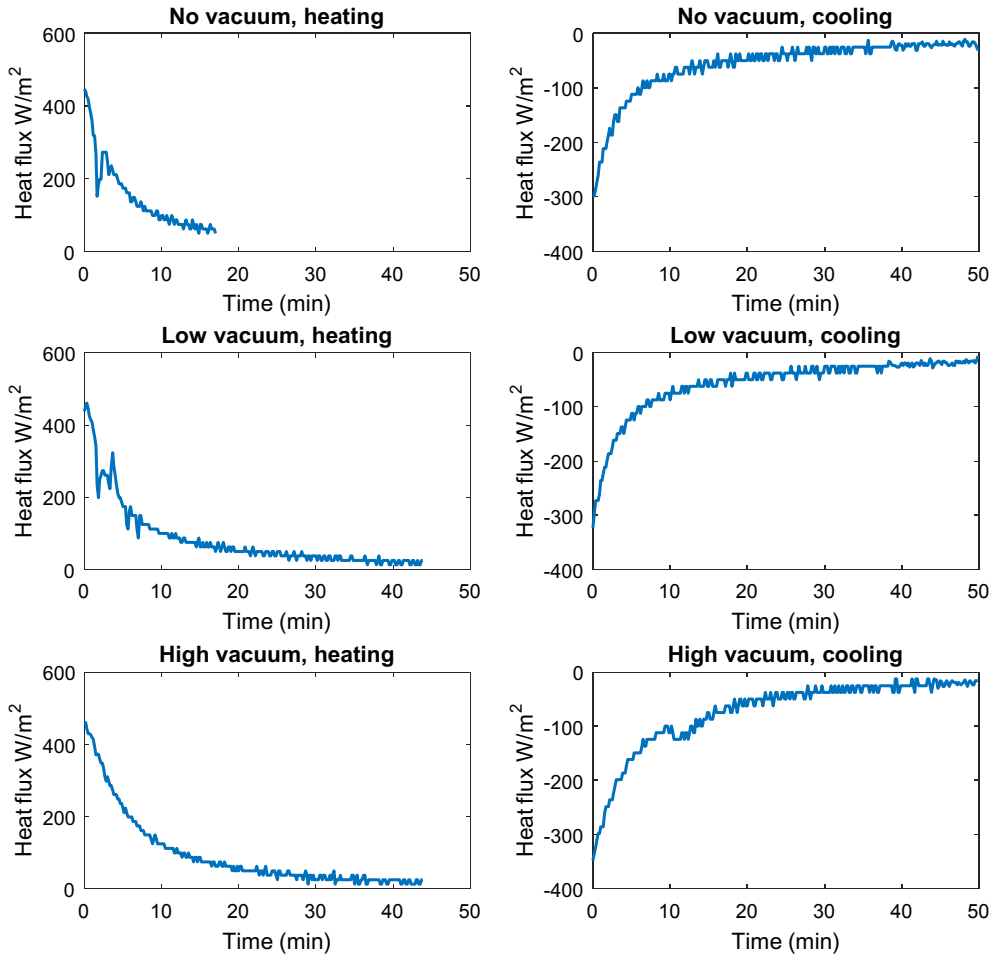 No vacuum, heating
600
400
200
0
Heat flux W/m²
0 10 20 30 40 50
Time (min)
No vacuum, cooling
0
-100
-200
-300
-400
Heat flux W/m²
0 10 20 30 40 50
Time (min)
Low vacuum, heating
600
400
200
0
Heat flux W/m²
0 10 20 30 40 50
Time (min)
Low vacuum, cooling
0
-100
-200
-300
-400
Heat flux W/m²
0 10 20 30 40 50
Time (min)
High vacuum, heating
600
400
200
0
Heat flux W/m²
0 10 20 30 40 50
Time (min)
High vacuum, cooling
0
-100
-200
-300
-400
Heat flux W/m²
0 10 20 30 40 50
Time (min)